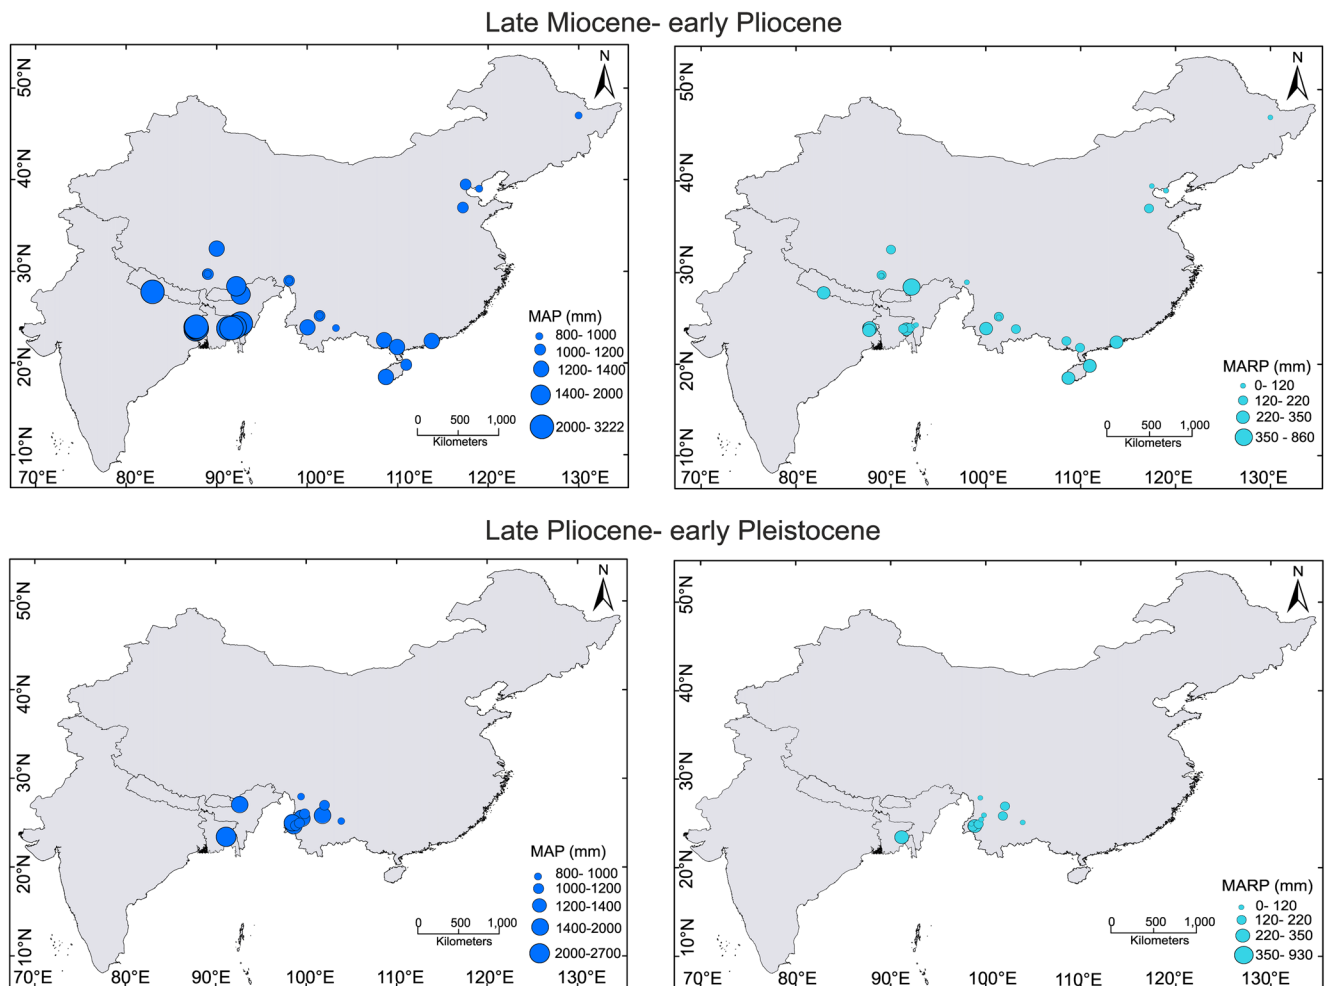 Late Miocene- early Pliocene
N
50°N
40°N
30°N
20°N
10°N
MAP (mm)
800- 1000
1000- 1200
1200- 1400
1400- 2000
2000- 3222
0 500 1,000
Kilometers
70°E 80°E 90°E 100°E 110°E 120°E 130°E
N
50°N
40°N
30°N
20°N
10°N
MARP (mm)
0- 120
120- 220
220- 350
350 - 860
0 500 1,000
Kilometers
70°E 80°E 90°E 100°E 110°E 120°E 130°E
Late Pliocene- early Pleistocene
N
50°N
40°N
30°N
20°N
10°N
MAP (mm)
800- 1000
1000-1200
1200-1400
1400-2000
2000-2700
0 500 1,000
Kilometers
70°E 80°E 90°E 100°E 110°E 120°E 130°E
N
50°N
40°N
30°N
20°N
10°N
MARP (mm)
0- 120
120- 220
220- 350
350- 930
0 500 1,000
Kilometers
70°E 80°E 90°E 100°E 110°E 120°E 130°E